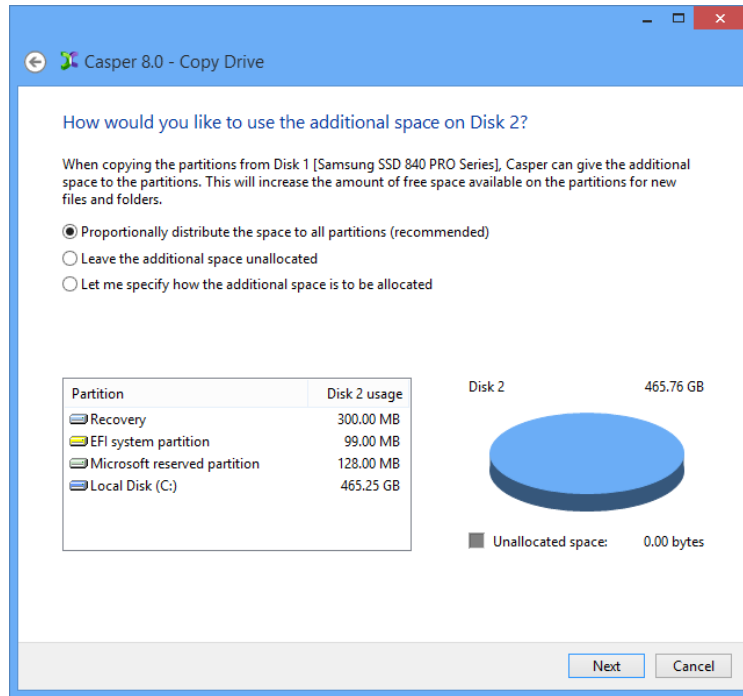 Casper 8.0 - Copy Drive
How would you like to use the additional space on Disk 2?
When copying the partitions from Disk 1 [Samsung SSD 840 PRO Series], Casper can give the additional
space to the partitions. This will increase the amount of free space available on the partitions for new
files and folders.
Proportionally distribute the space to all partitions (recommended)
Leave the additional space unallocated
Let me specify how the additional space is to be allocated
Partition Disk 2 usage
Recovery 300.00 MB
EFI system partition 99.00 MB
Microsoft reserved partition 128.00 MB
Local Disk (C:) 465.25 GB
Disk 2 465.76 GB
Unallocated space: 0.00 bytes
Next Cancel